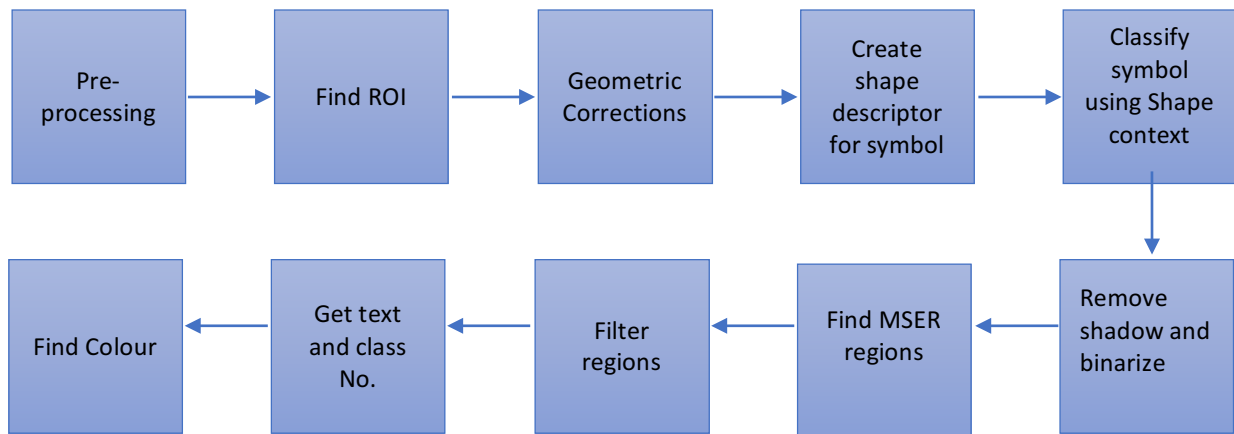 Pre-
processing
Find ROI
Geometric
Corrections
Create
shape
descriptor
for symbol
Classify
symbol
using Shape
context
Remove
shadow and
binarize
Find MSER
regions
Filter
regions
Get text
and class
No.
Find Colour